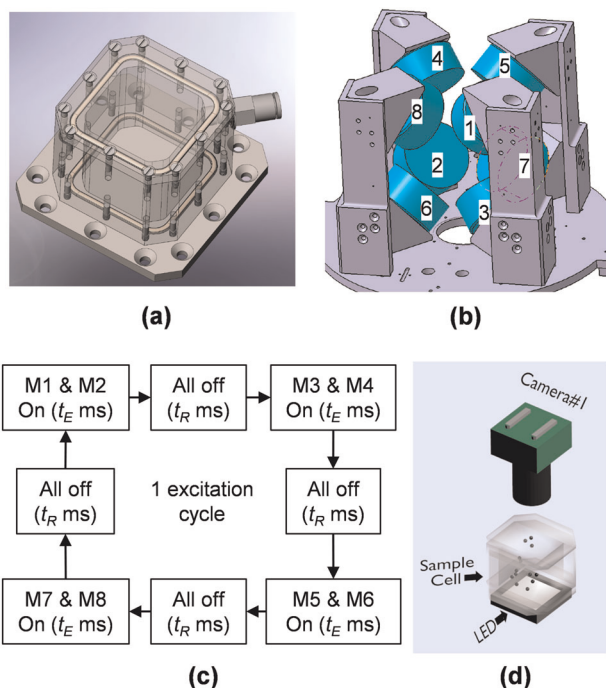 4
5
8
1
2
7
6
3
(a)
(b)
M1 & M2
On (tE ms)
All off
(tR ms)
M3 & M4
On (tE ms)
All off
(tR ms)
1 excitation
cycle
All off
(tR ms)
M7 & M8
On (tE ms)
All off
(tR ms)
M5 & M6
On (tE ms)
(c)
Camera#1
Sample
Cell
LED
(d)